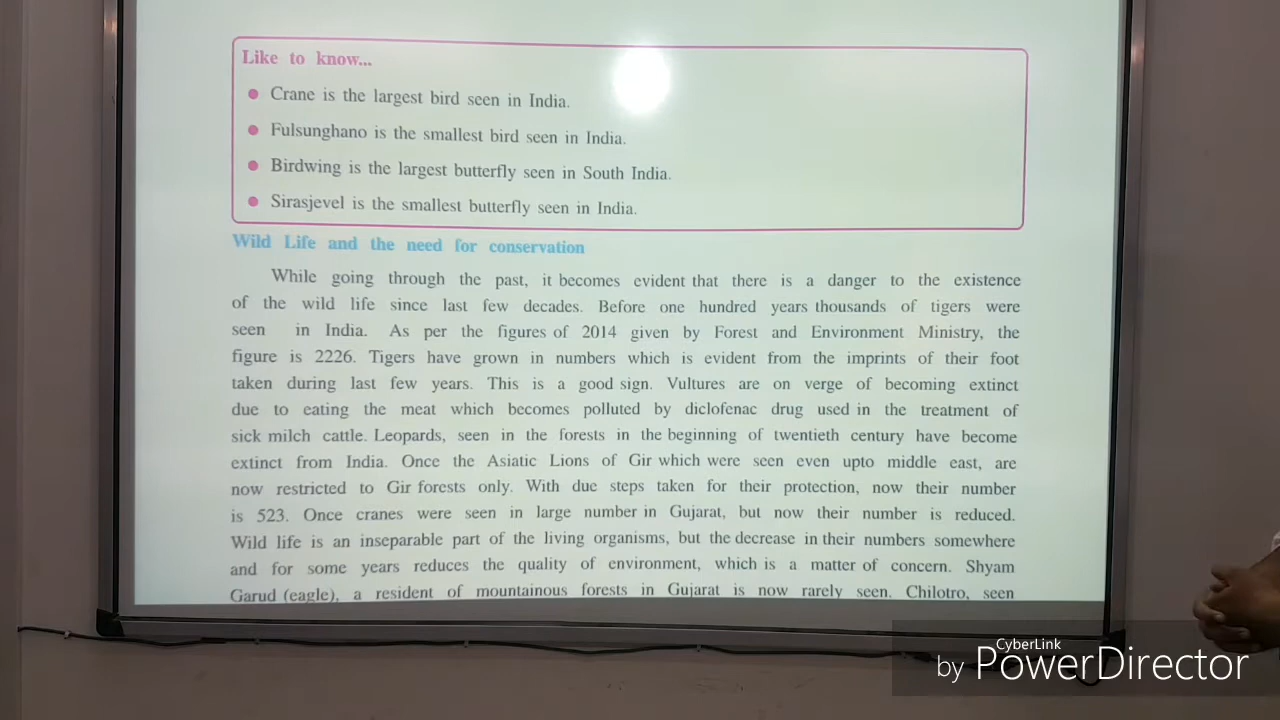 Like to know...
Crane is the largest bird seen in India.
Fulsunghano is the smallest bird seen in India.
Birdwing is the largest butterfly seen in South India.
Sirasjevel is the smallest butterfly seen in India.
Wild Life and the need for conservation
While going through the past, it becomes evident that there is a danger to the existence
of the wild life since last few decades. Before one hundred years thousands of tigers were
seen in India. As per the figures of 2014 given by Forest and Environment Ministry, the
figure is 2226. Tigers have grown in numbers which is evident from the imprints of their foot
taken during last few years. This is a good sign. Vultures are on verge of becoming extinct
due to eating the meat which becomes polluted by diclofenac drug used in the treatment of
sick milch cattle. Leopards, seen in the forests in the beginning of twentieth century have become
extinct from India. Once the Asiatic Lions of Gir which were seen even upto middle east, are
now restricted to Gir forests only. With due steps taken for their protection, now their number
is 523. Once cranes were seen in large number in Gujarat, but now their number is reduced.
Wild life is an inseparable part of the living organisms, but the decrease in their numbers somewhere
and for some years reduces the quality of environment, which is a matter of concern. Shyam
Garud (eagle), a resident of mountainous forests in Gujarat is now rarely seen. Chilotro, seen
CyberLink
by PowerDirector